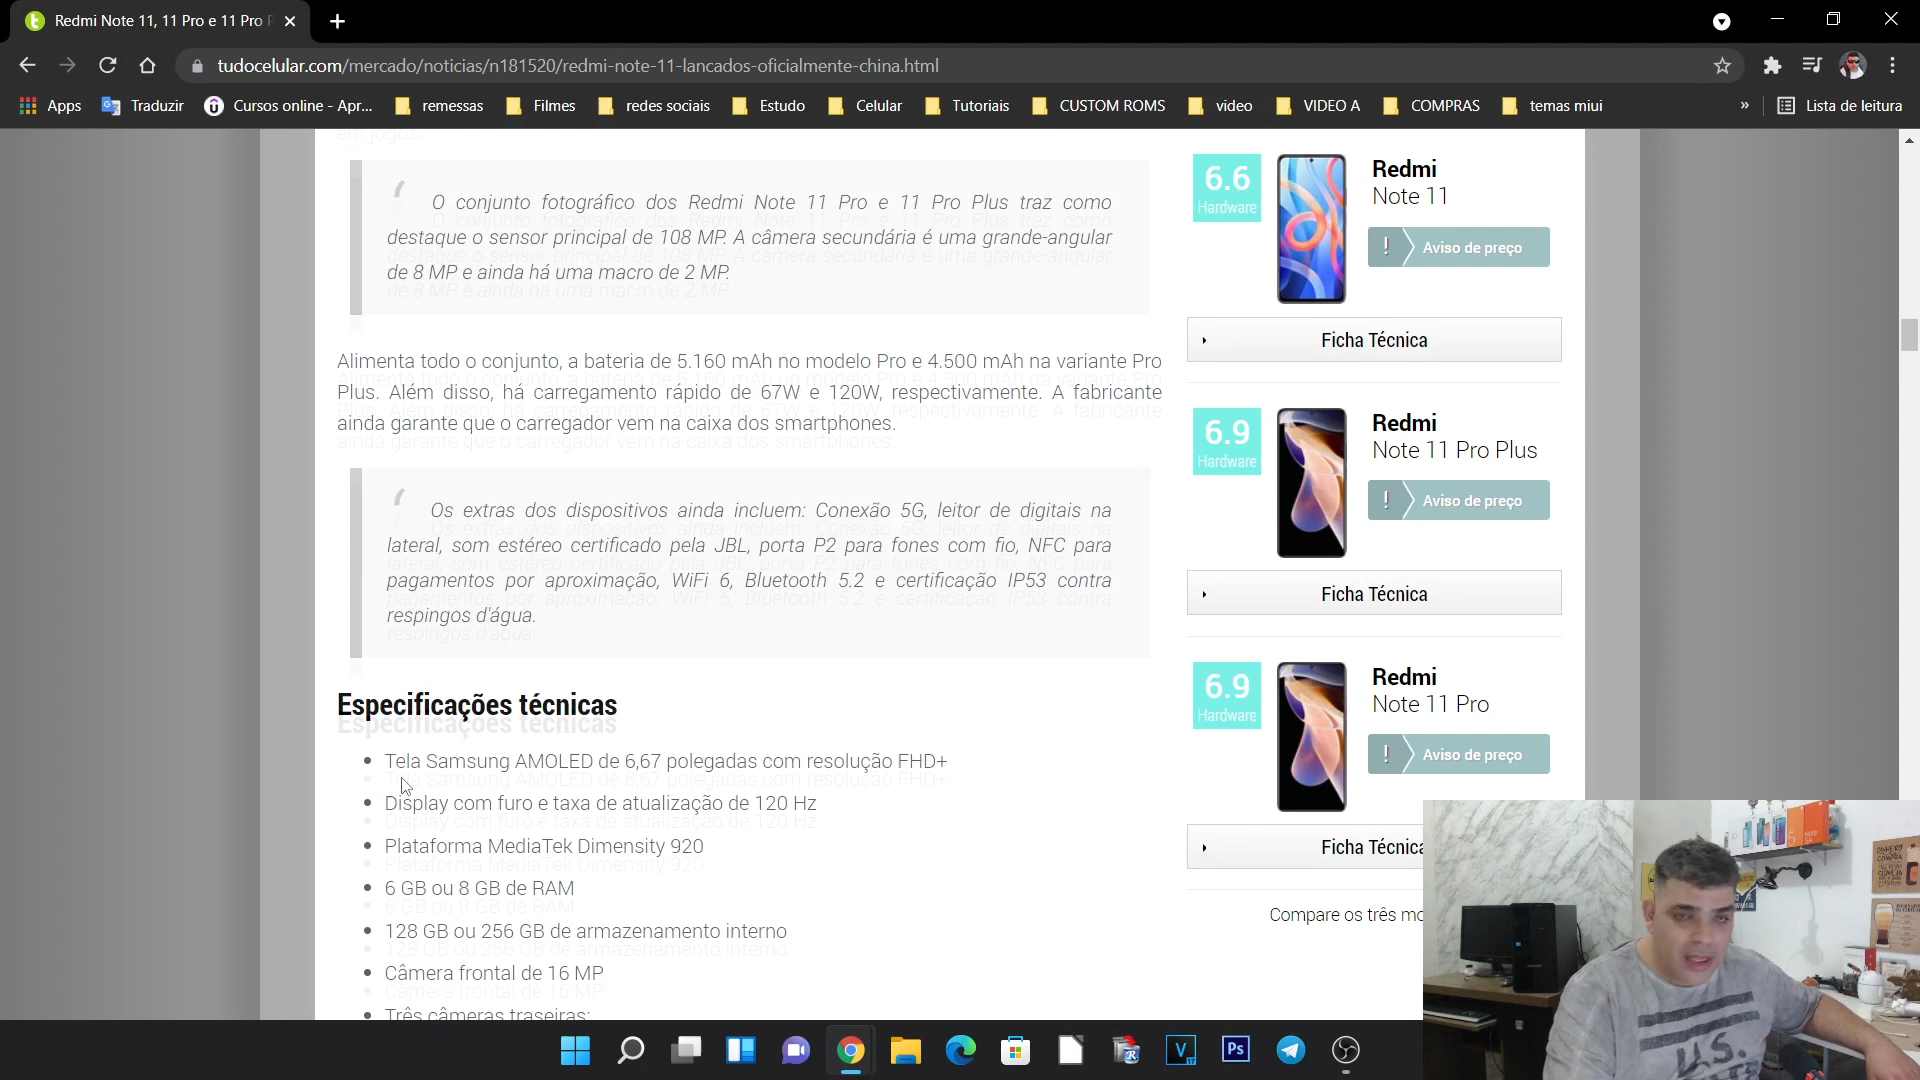 Redmi Note 11, 11 Pro e 11 Pro
tudocelular.com/mercado/noticias/n181520/redmi-note-11-lancados-oficialmente-china.html
Apps Traduzir Cursos online - Apr... remessas Filmes redes sociais Estudo Celular Tutoriais CUSTOM ROMS video VIDEO A COMPRAS temas miui » Lista de leitura
em jogos.
O conjunto fotográfico dos Redmi Note 11 Pro e 11 Pro Plus traz como
destaque o sensor principal de 108 MP. A câmera secundária é uma grande-angular
de 8 MP e ainda há uma macro de 2 MP.
Alimenta todo o conjunto, a bateria de 5.160 mAh no modelo Pro e 4.500 mAh na variante Pro
Plus. Além disso, há carregamento rápido de 67W e 120W, respectivamente. A fabricante
ainda garante que o carregador vem na caixa dos smartphones.
Os extras dos dispositivos ainda incluem: Conexão 5G, leitor de digitais na
lateral, som estéreo certificado pela JBL, porta P2 para fones com fio, NFC para
pagamentos por aproximação, WiFi 6, Bluetooth 5.2 e certificação IP53 contra
respingos d'água.
Especificações técnicas
• Tela Samsung AMOLED de 6,67 polegadas com resolução FHD+
• Display com furo e taxa de atualização de 120 Hz
• Plataforma MediaTek Dimensity 920
• 6 GB ou 8 GB de RAM
• 128 GB ou 256 GB de armazenamento interno
• Câmera frontal de 16 MP
• Três câmeras traseiras:
6.6
Hardware
Redmi
Note 11
! Aviso de preço
Ficha Técnica
6.9
Hardware
Redmi
Note 11 Pro Plus
! Aviso de preço
Ficha Técnica
6.9
Hardware
Redmi
Note 11 Pro
! Aviso de preço
Ficha Técnica
Compare os três mo
U.S.
V
17
Ps